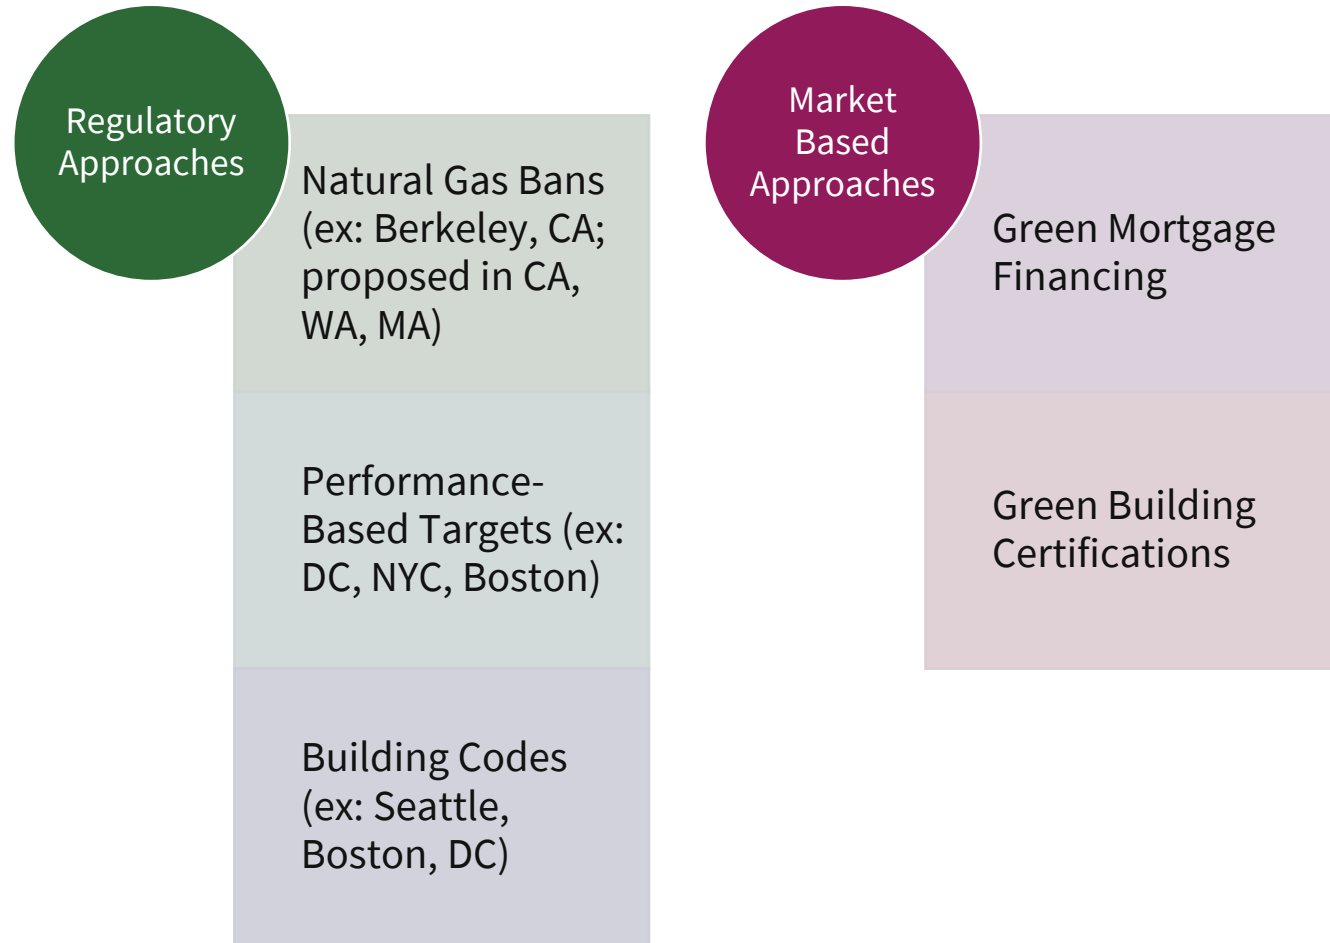 Regulatory
Approaches
Natural Gas Bans
(ex: Berkeley, CA;
proposed in CA,
WA, MA)
Performance-
Based Targets (ex:
DC, NYC, Boston)
Building Codes
(ex: Seattle,
Boston, DC)
Market
Based
Approaches
Green Mortgage
Financing
Green Building
Certifications